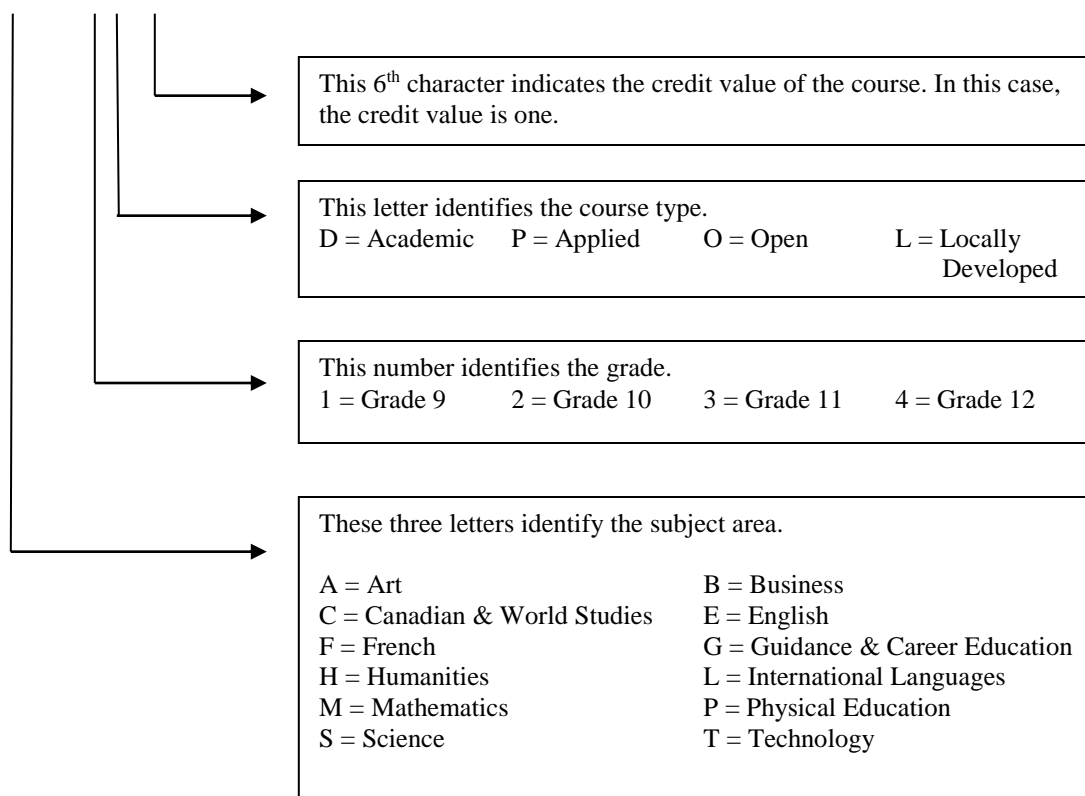 This 6th character indicates the credit value of the course. In this case,
the credit value is one.
This letter identifies the course type.
D = Academic P = Applied O = Open L = Locally
Developed
This number identifies the grade.
1 = Grade 9 2 = Grade 10 3 = Grade 11 4 = Grade 12
These three letters identify the subject area.
A = Art B = Business
C = Canadian & World Studies E = English
F = French G = Guidance & Career Education
H = Humanities L = International Languages
M = Mathematics P = Physical Education
S = Science T = Technology